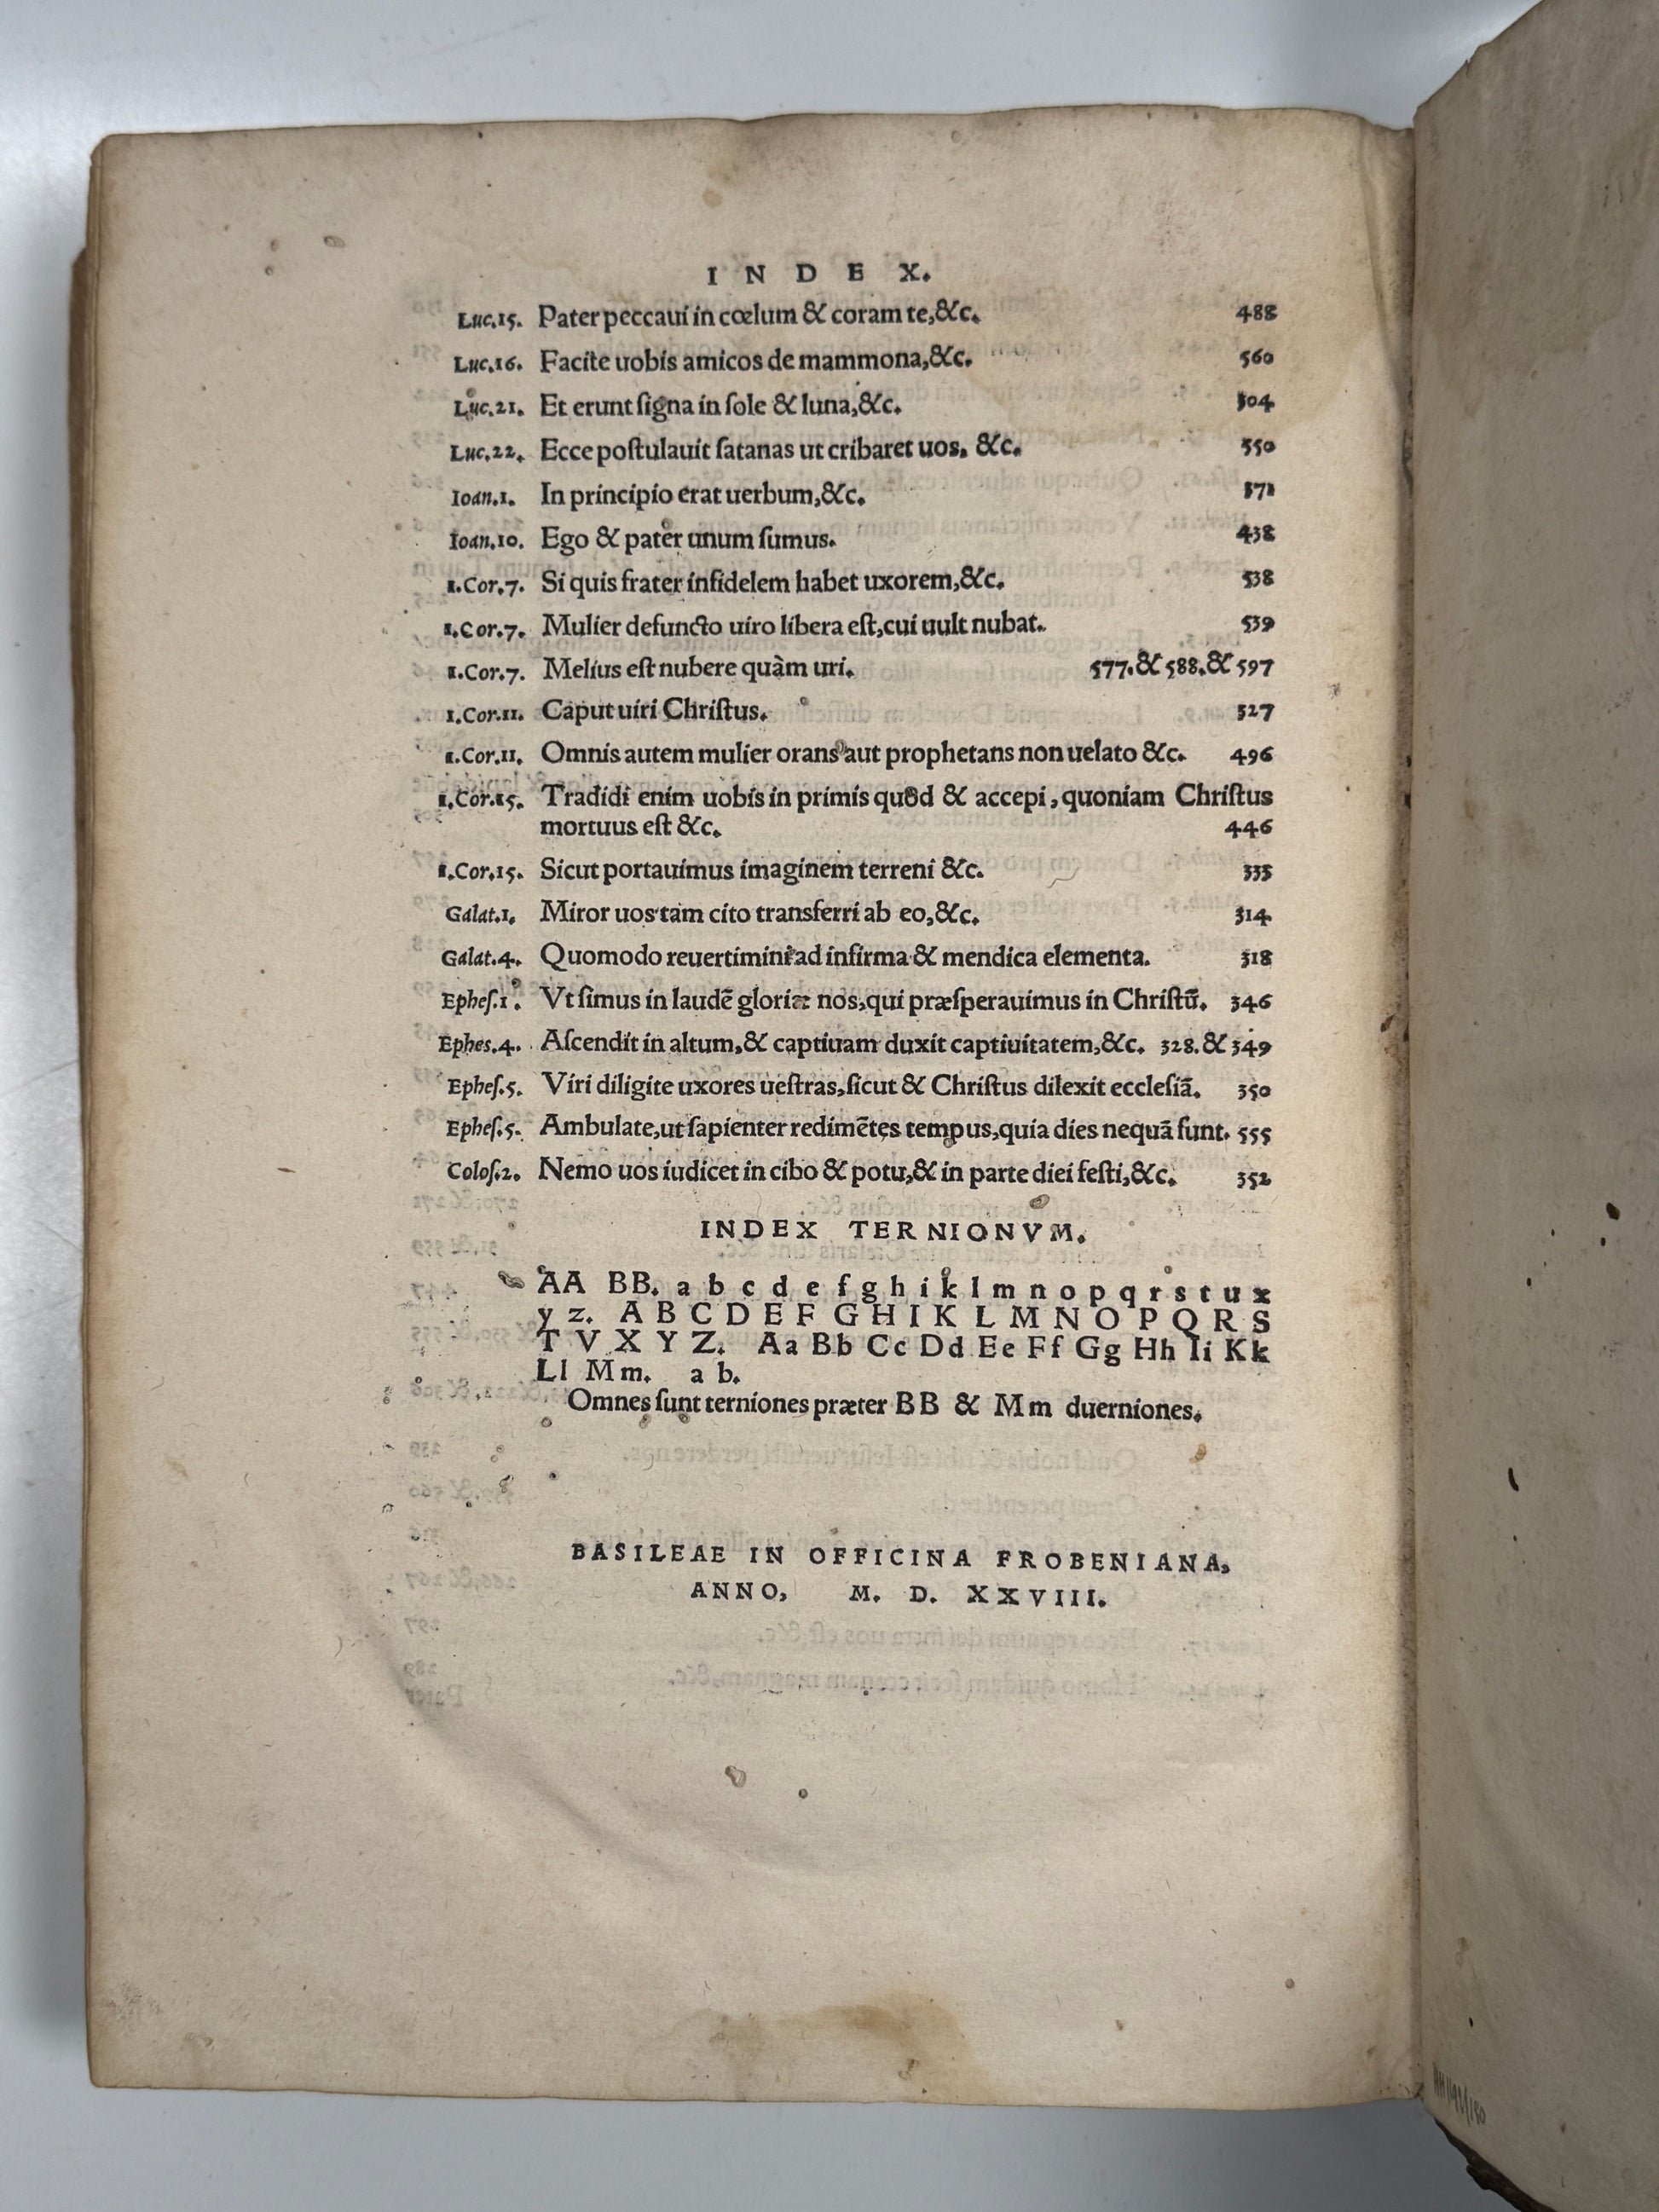 INDEX.
Luc.15. Pater peccaui in cœlum & coram te,&c. 488
Luc.16. Facite uobis amicos de mammona,&c. 560
Luc.21. Et erunt ſigna in ſole & luna,&c. 304
Luc.22. Ecce poſtulauit ſatanas ut cribaret uos. &c. 550
Ioan.1. In principio erat uerbum,&c. 371
Ioan.10. Ego & pater unum ſumus. 438
1.Cor.7. Si quis frater infidelem habet uxorem,&c. 538
1.Cor.7. Mulier defuncto uiro libera eſt,cui uult nubat. 539
1.Cor.7. Melius eſt nubere quàm uri. 577.& 588.& 597
1.Cor.11. Caput uiri Chriſtus. 327
1.Cor.11. Omnis autem mulier orans aut prophetans non uelato &c. 496
1.Cor.15. Tradidi enim uobis in primis quod & accepi, quoniam Chriſtus
mortuus eſt &c. 446
1.Cor.15. Sicut portauimus imaginem terreni &c. 335
Galat.1. Miror uos tam cito transferri ab eo,&c. 314
Galat.4. Quomodo reuertimini ad infirma & mendica elementa. 318
Epheſ.1. Vt ſimus in laudē gloriæ nos,qui præſperauimus in Chriſtū. 346
Ephes.4. Aſcendit in altum,& captiuam duxit captiuitatem,&c. 328.& 349
Epheſ.5. Viri diligite uxores ueſtras,ſicut & Chriſtus dilexit eccleſiā. 350
Epheſ.5. Ambulate,ut ſapienter redimētes tempus,quia dies nequā ſunt. 555
Coloſ.2. Nemo uos iudicet in cibo & potu,& in parte diei feſti,&c. 352
INDEX TERNIONVM.
AA BB. a b c d e f g h i k l m n o p q r s t u x
y z. A B C D E F G H I K L M N O P Q R S
T V X Y Z. Aa Bb Cc Dd Ee Ff Gg Hh Ii Kk
Ll Mm. a b.
Omnes ſunt terniones præter BB & Mm duerniones.
BASILEAE IN OFFICINA FROBENIANA,
ANNO, M. D. XXVIII.